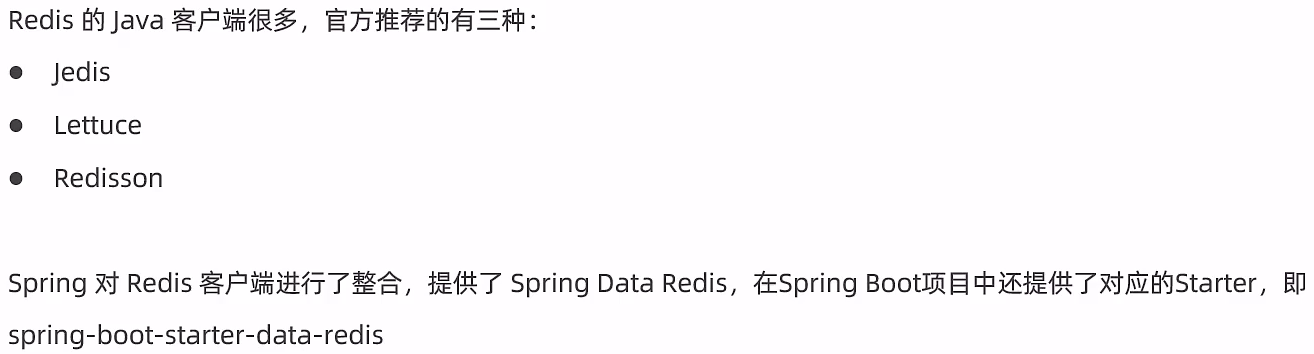 Redis 的 Java 客户端很多，官方推荐的有三种：
● Jedis
● Lettuce
● Redisson
Spring 对 Redis 客户端进行了整合，提供了 Spring Data Redis，在Spring Boot项目中还提供了对应的Starter，即
spring-boot-starter-data-redis